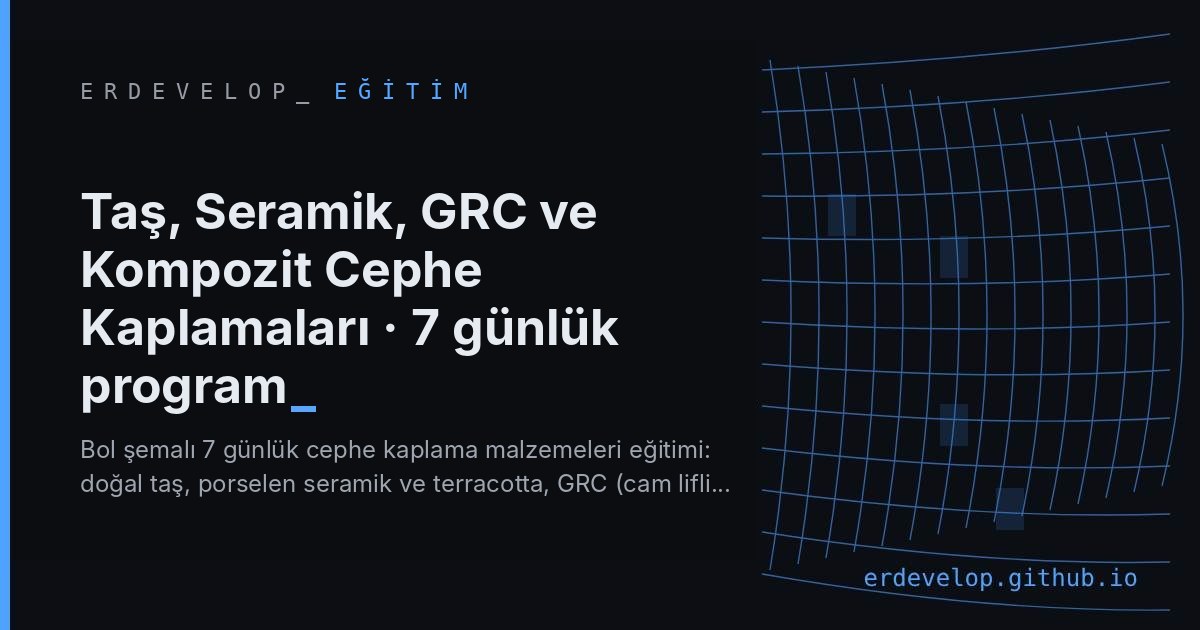 ERDEVELOP_ EĞİTİM
Taş, Seramik, GRC ve
Kompozit Cephe
Kaplamaları · 7 günlük
program_
Bol şemalı 7 günlük cephe kaplama malzemeleri eğitimi:
doğal taş, porselen seramik ve terracotta, GRC (cam lifli...
erdevelop.github.io